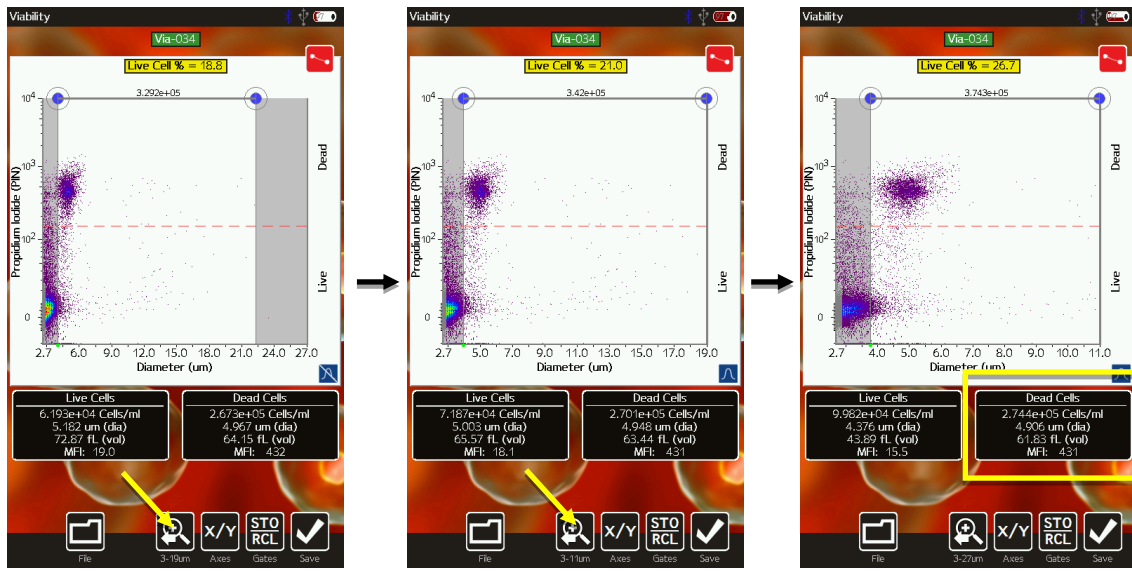 Viability
Via-034
Live Cell % = 18.8
3.292e+05
10^4
10^3
10^2
0
Propidium Iodide (PIN)
Dead
Live
2.7 6.0 9.0 12.0 15.0 18.0 21.0 24.0 27.0
Diameter (um)
Live Cells
6.193e+04 Cells/ml
5.182 um (dia)
72.87 fL (vol)
MFI: 19.0
Dead Cells
2.673e+05 Cells/ml
4.967 um (dia)
64.15 fL (vol)
MFI: 432
X/Y
STO
RCL
File
3-19um
Axes
Gates
Save
Viability
Via-034
Live Cell % = 21.0
3.42e+05
10^4
10^3
10^2
0
Propidium Iodide (PIN)
Dead
Live
2.7 5.0 7.0 9.0 11.0 13.0 15.0 17.0 19.0
Diameter (um)
Live Cells
7.187e+04 Cells/ml
5.003 um (dia)
65.57 fL (vol)
MFI: 18.1
Dead Cells
2.701e+05 Cells/ml
4.948 um (dia)
63.44 fL (vol)
MFI: 431
X/Y
STO
RCL
File
3-11um
Axes
Gates
Save
Viability
Via-034
Live Cell % = 26.7
3.743e+05
10^4
10^3
10^2
0
Propidium Iodide (PIN)
Dead
Live
2.7 4.0 5.0 6.0 7.0 8.0 9.0 10.0 11.0
Diameter (um)
Live Cells
9.982e+04 Cells/ml
4.376 um (dia)
43.89 fL (vol)
MFI: 15.5
Dead Cells
2.744e+05 Cells/ml
4.906 um (dia)
61.83 fL (vol)
MFI: 431
X/Y
STO
RCL
File
3-27um
Axes
Gates
Save